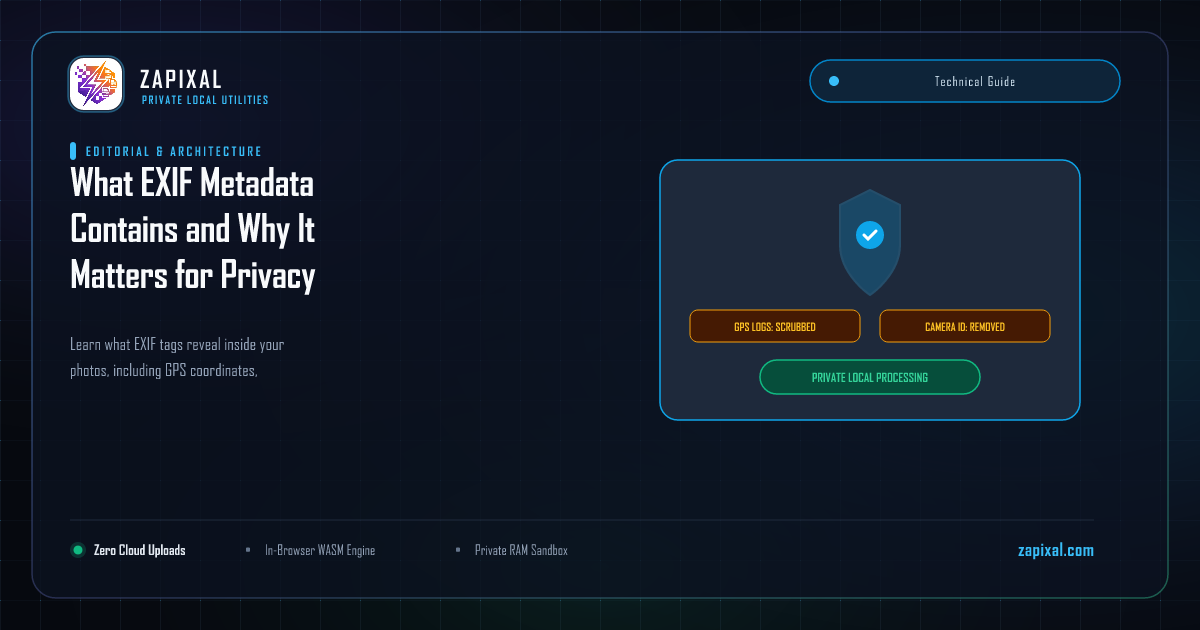 ZAPIXAL
PRIVATE LOCAL UTILITIES
Technical Guide
EDITORIAL & ARCHITECTURE
What EXIF Metadata
Contains and Why It
Matters for Privacy
Learn what EXIF tags reveal inside your
photos, including GPS coordinates,
GPS LOGS: SCRUBBED
CAMERA ID: REMOVED
PRIVATE LOCAL PROCESSING
Zero Cloud Uploads
In-Browser WASM Engine
Private RAM Sandbox
zapixal.com